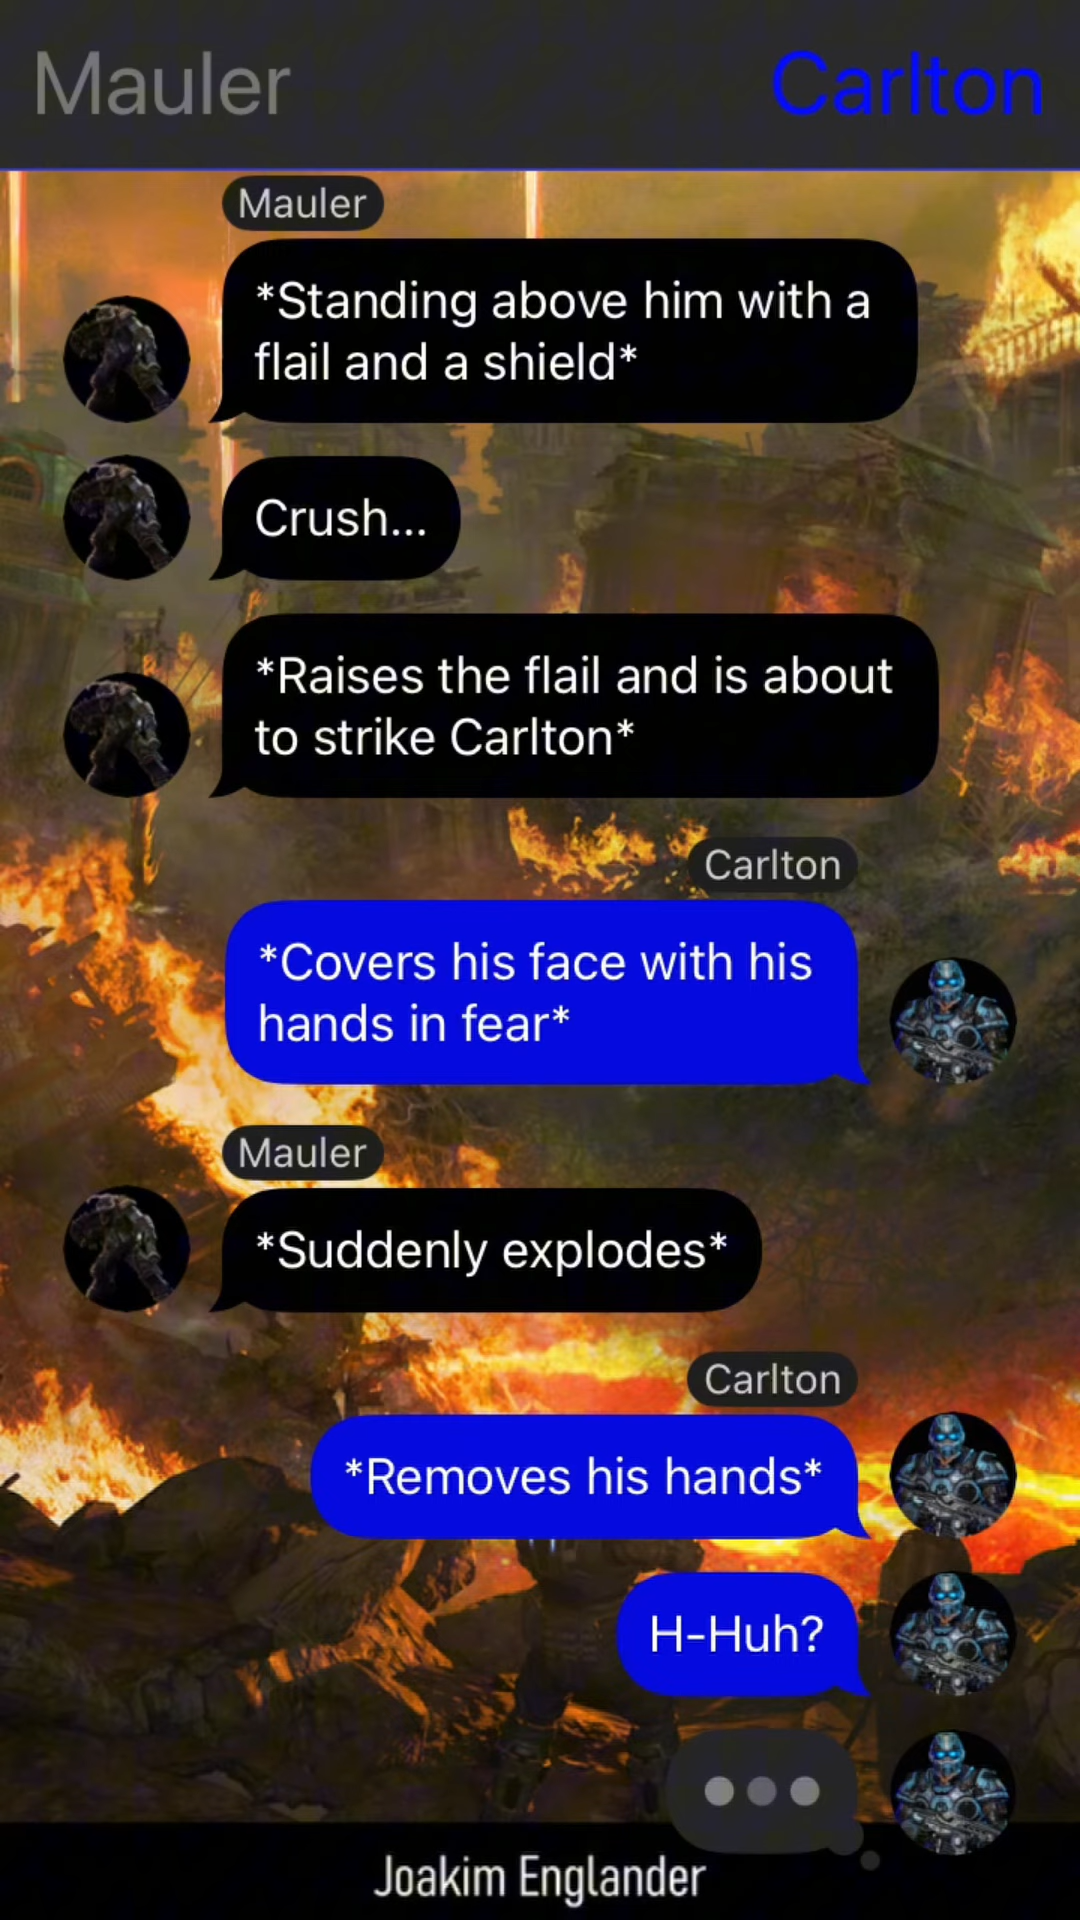 Mauler Carlton
Mauler
*Standing above him with a
flail and a shield*
Crush...
*Raises the flail and is about
to strike Carlton*
Carlton
*Covers his face with his
hands in fear*
Mauler
*Suddenly explodes*
Carlton
*Removes his hands*
H-Huh?
Joakim Englander